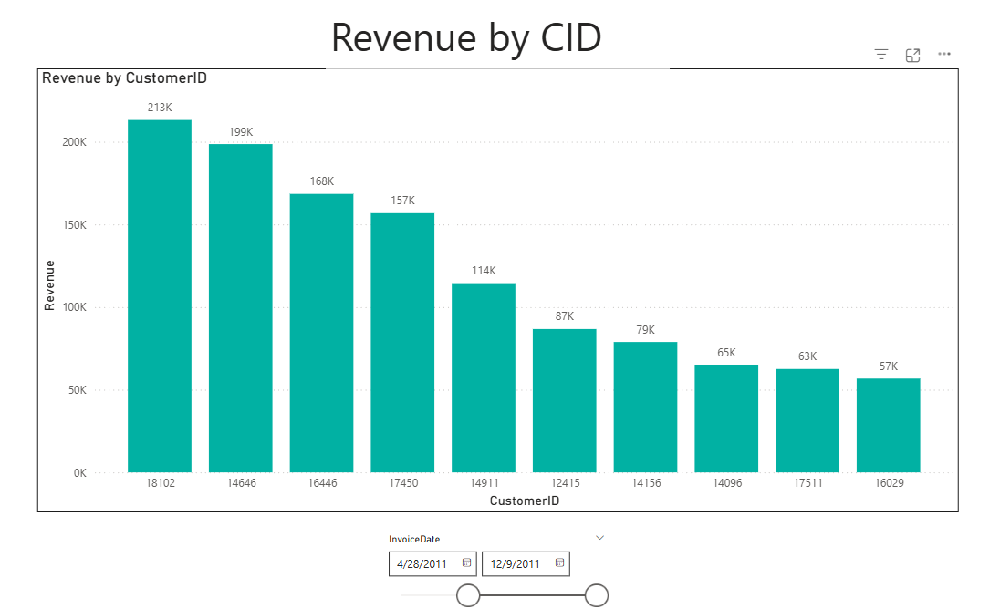 Revenue by CID
Revenue by CustomerID
213K
199K
168K
157K
114K
87K
79K
65K
63K
57K
200K
150K
100K
50K
0K
Revenue
18102 14646 16446 17450 14911 12415 14156 14096 17511 16029
CustomerID
InvoiceDate
4/28/2011 12/9/2011